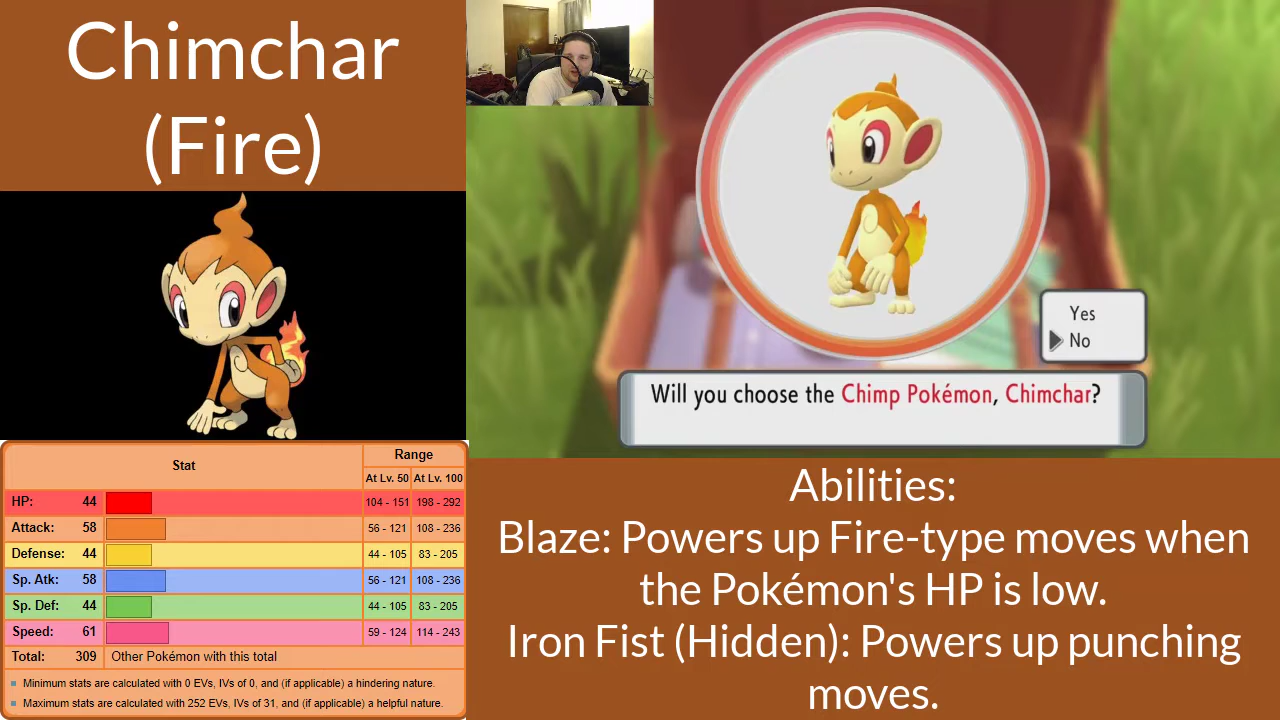 Chimchar
(Fire)
Yes
No
Will you choose the Chimp Pokémon, Chimchar?
Stat
Range
At Lv. 50 At Lv. 100
HP: 44 104 - 151 198 - 292
Attack: 58 56 - 121 108 - 236
Defense: 44 44 - 105 83 - 205
Sp. Atk: 58 56 - 121 108 - 236
Sp. Def: 44 44 - 105 83 - 205
Speed: 61 59 - 124 114 - 243
Total: 309 Other Pokémon with this total
Minimum stats are calculated with 0 EVs, IVs of 0, and (if applicable) a hindering nature.
Maximum stats are calculated with 252 EVs, IVs of 31, and (if applicable) a helpful nature.
Abilities:
Blaze: Powers up Fire-type moves when
the Pokémon's HP is low.
Iron Fist (Hidden): Powers up punching
moves.